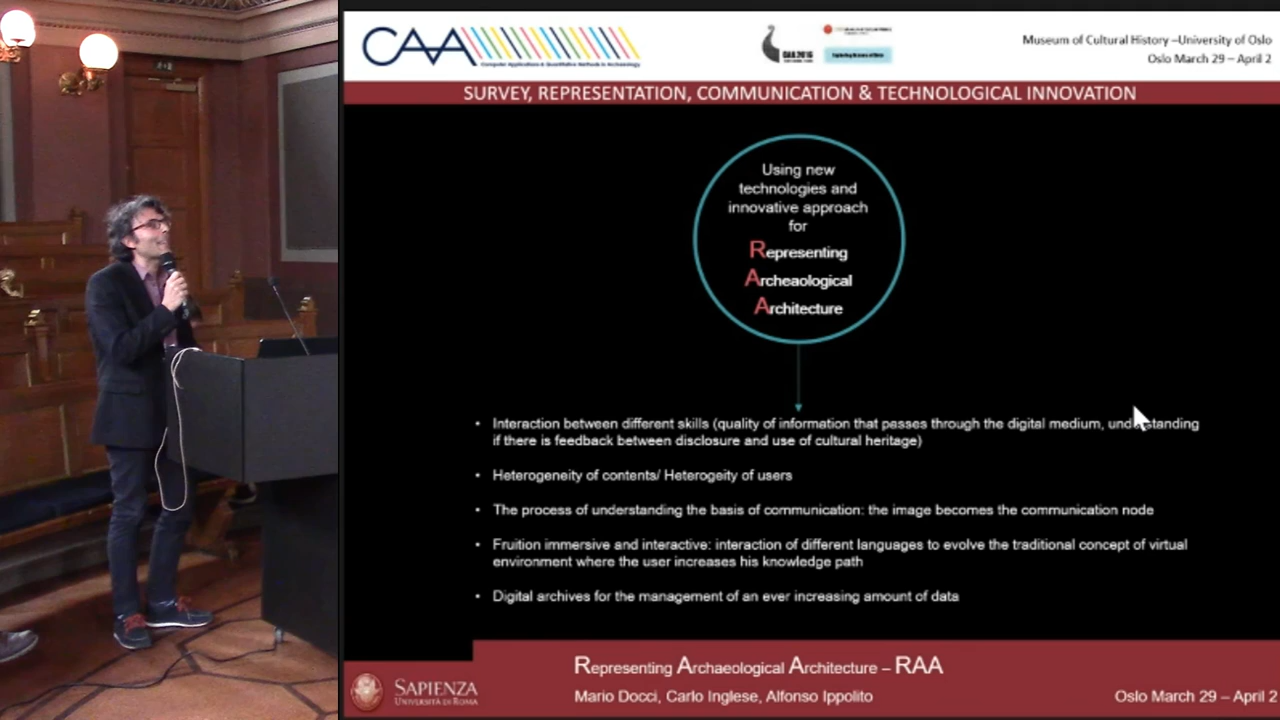 CAA
Computer Applications & Quantitative Methods in Archaeology
Museum of Cultural History –University of Oslo
Oslo March 29 – April 2
SURVEY, REPRESENTATION, COMMUNICATION & TECHNOLOGICAL INNOVATION
Using new
technologies and
innovative approach
for
Representing
Archeaological
Architecture
• Interaction between different skills (quality of information that passes through the digital medium, understanding
if there is feedback between disclosure and use of cultural heritage)
• Heterogeneity of contents/ Heterogeity of users
• The process of understanding the basis of communication: the image becomes the communication node
• Fruition immersive and interactive: interaction of different languages to evolve the traditional concept of virtual
environment where the user increases his knowledge path
• Digital archives for the management of an ever increasing amount of data
Representing Archaeological Architecture – RAA
SAPIENZA
UNIVERSITÀ DI ROMA
Mario Docci, Carlo Inglese, Alfonso Ippolito
Oslo March 29 – April 2